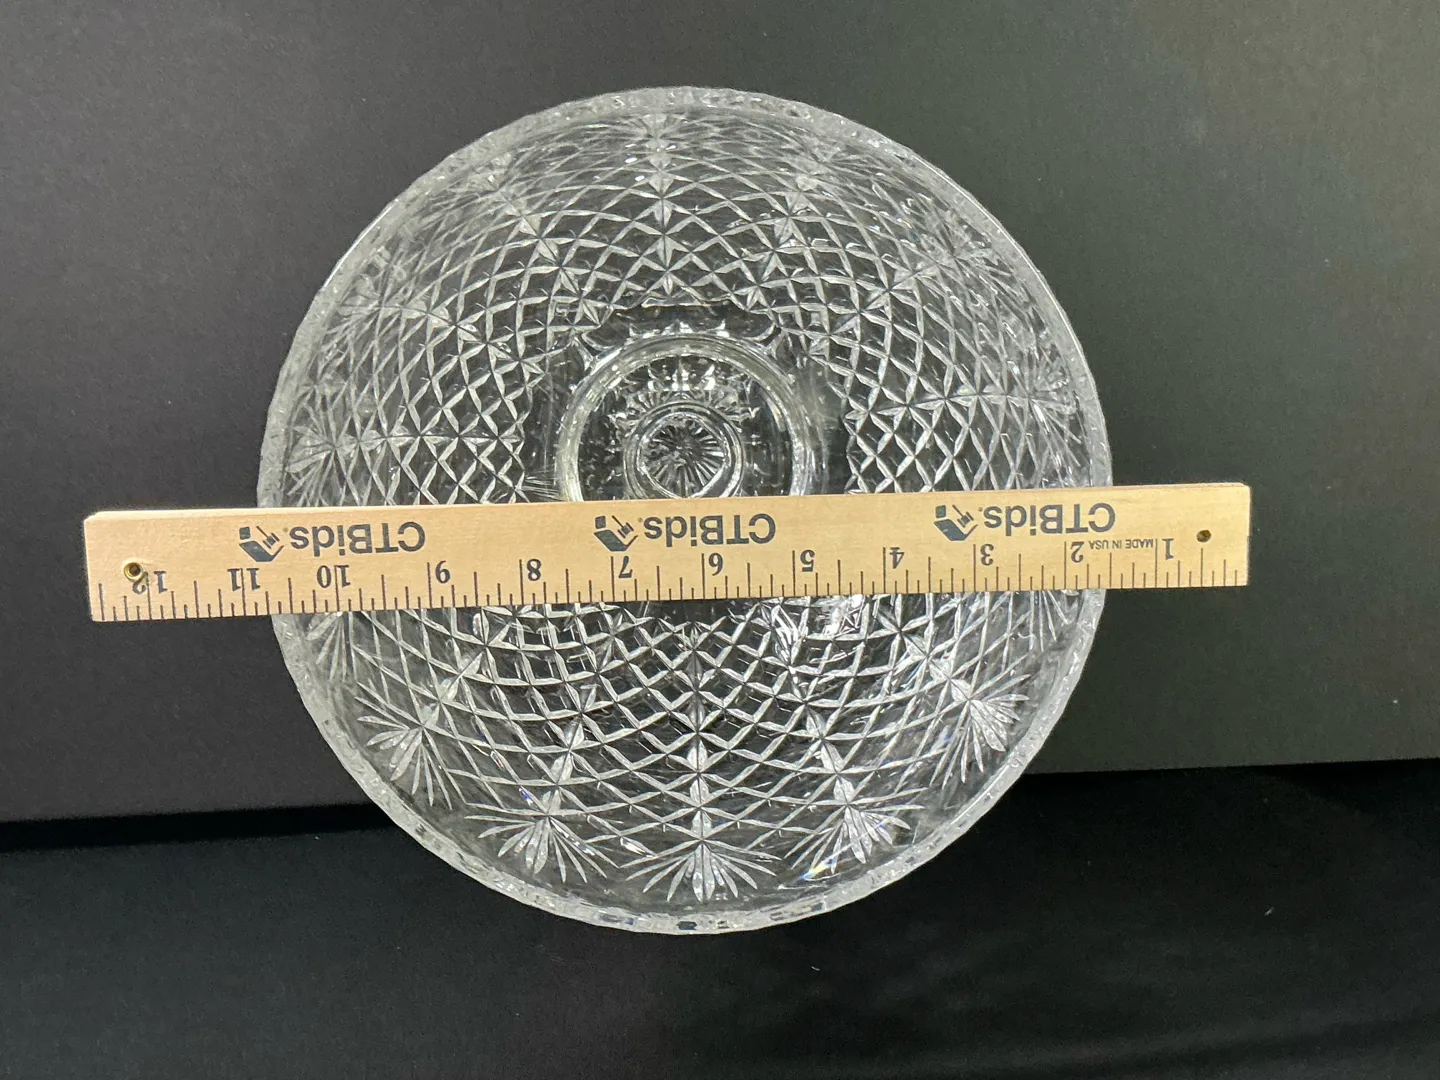 CTBids® CTBids® CTBids®
MADE IN USA
1 2 3 4 5 6 7 8 9 10 11 12